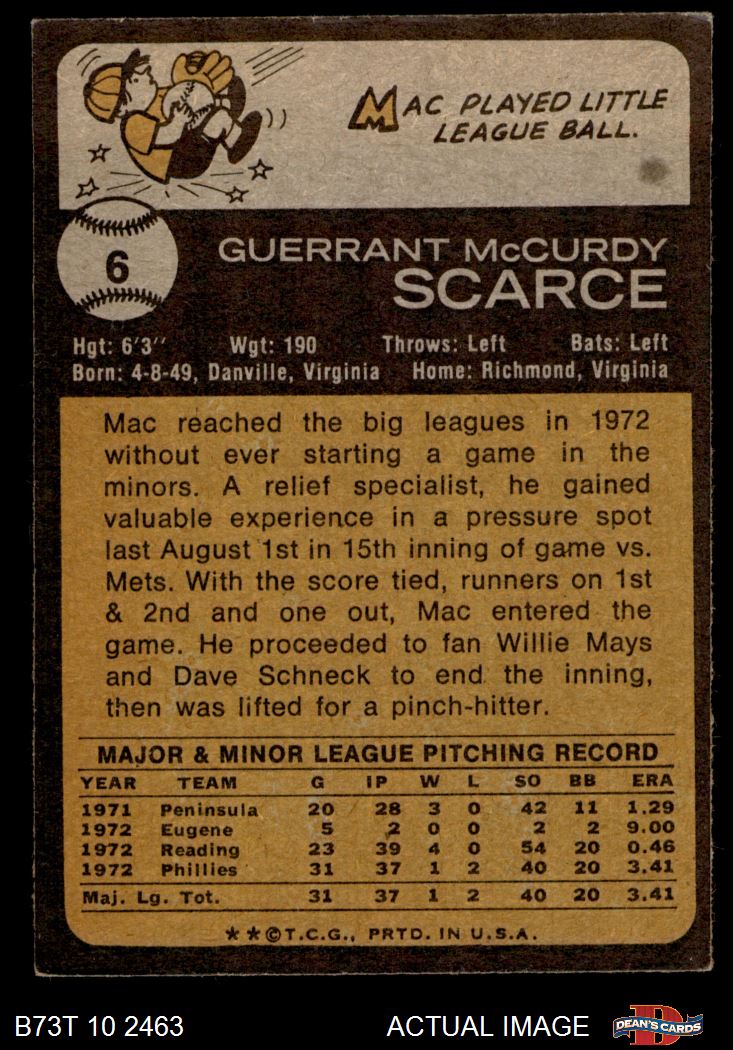 MAC PLAYED LITTLE
LEAGUE BALL.
6
GUERRANT McCURDY
SCARCE
Hgt: 6'3" Wgt: 190 Throws: Left Bats: Left
Born: 4-8-49, Danville, Virginia Home: Richmond, Virginia
Mac reached the big leagues in 1972
without ever starting a game in the
minors. A relief specialist, he gained
valuable experience in a pressure spot
last August 1st in 15th inning of game vs.
Mets. With the score tied, runners on 1st
& 2nd and one out, Mac entered the
game. He proceeded to fan Willie Mays
and Dave Schneck to end the inning,
then was lifted for a pinch-hitter.
MAJOR & MINOR LEAGUE PITCHING RECORD
YEAR TEAM G IP W L SO BB ERA
1971 Peninsula 20 28 3 0 42 11 1.29
1972 Eugene 5 2 0 0 2 2 9.00
1972 Reading 23 39 4 0 54 20 0.46
1972 Phillies 31 37 1 2 40 20 3.41
Maj. Lg. Tot. 31 37 1 2 40 20 3.41
**©T.C.G., PRTD. IN U.S.A.
B73T 10 2463 ACTUAL IMAGE D DEAN'S CARDS